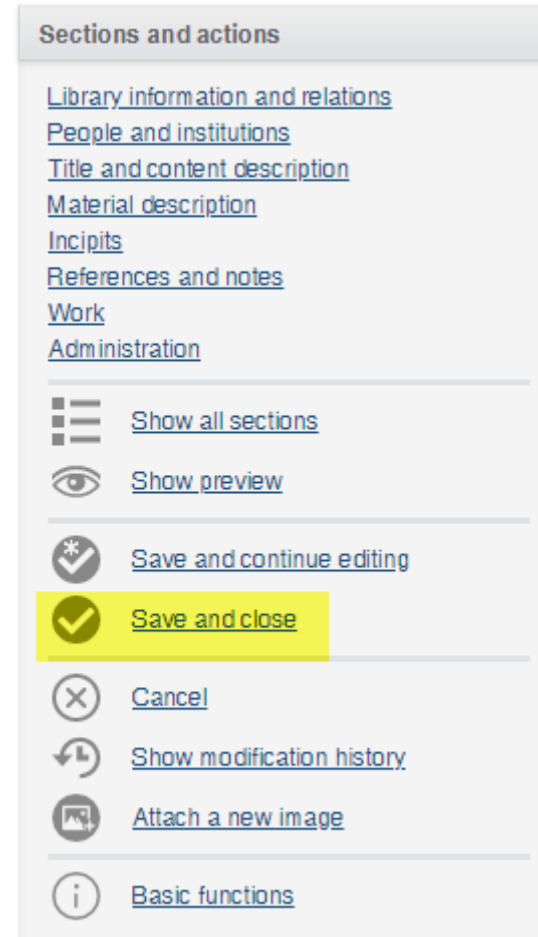 Sections and actions
Library information and relations
People and institutions
Title and content description
Material description
Incipits
References and notes
Work
Administration
Show all sections
Show preview
Save and continue editing
Save and close
Cancel
Show modification history
Attach a new image
Basic functions